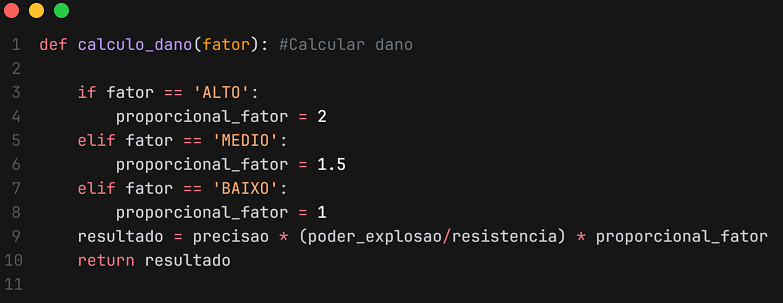 1 def calculo_dano(fator): #Calcular dano
2
3     if fator == 'ALTO':
4         proporcional_fator = 2
5     elif fator == 'MEDIO':
6         proporcional_fator = 1.5
7     elif fator == 'BAIXO':
8         proporcional_fator = 1
9     resultado = precisao * (poder_explosao/resistencia) * proporcional_fator
10     return resultado
11